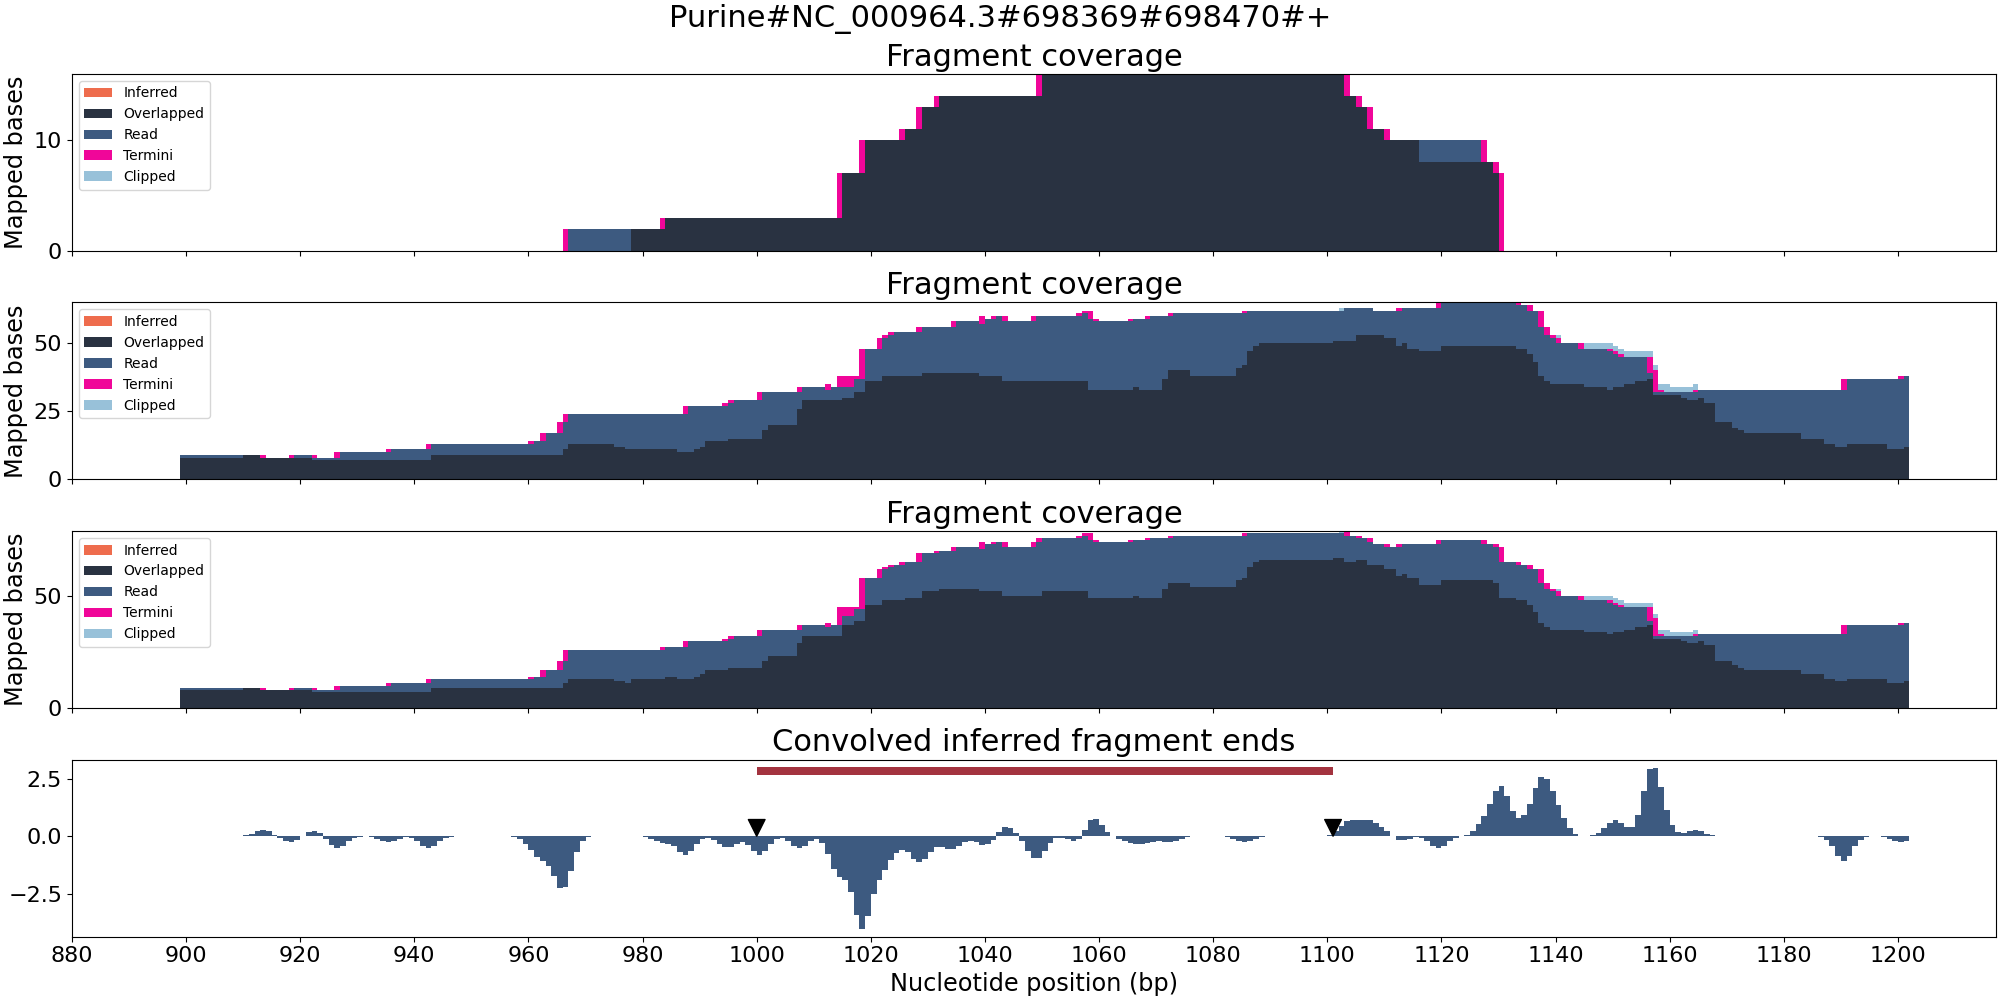 Purine#NC_000964.3#698369#698470#+
Fragment coverage
Mapped bases
10
0
Inferred
Overlapped
Read
Termini
Clipped
Fragment coverage
Mapped bases
50
25
0
Inferred
Overlapped
Read
Termini
Clipped
Fragment coverage
Mapped bases
50
0
Inferred
Overlapped
Read
Termini
Clipped
Convolved inferred fragment ends
2.5
0.0
−2.5
880 900 920 940 960 980 1000 1020 1040 1060 1080 1100 1120 1140 1160 1180 1200
Nucleotide position (bp)